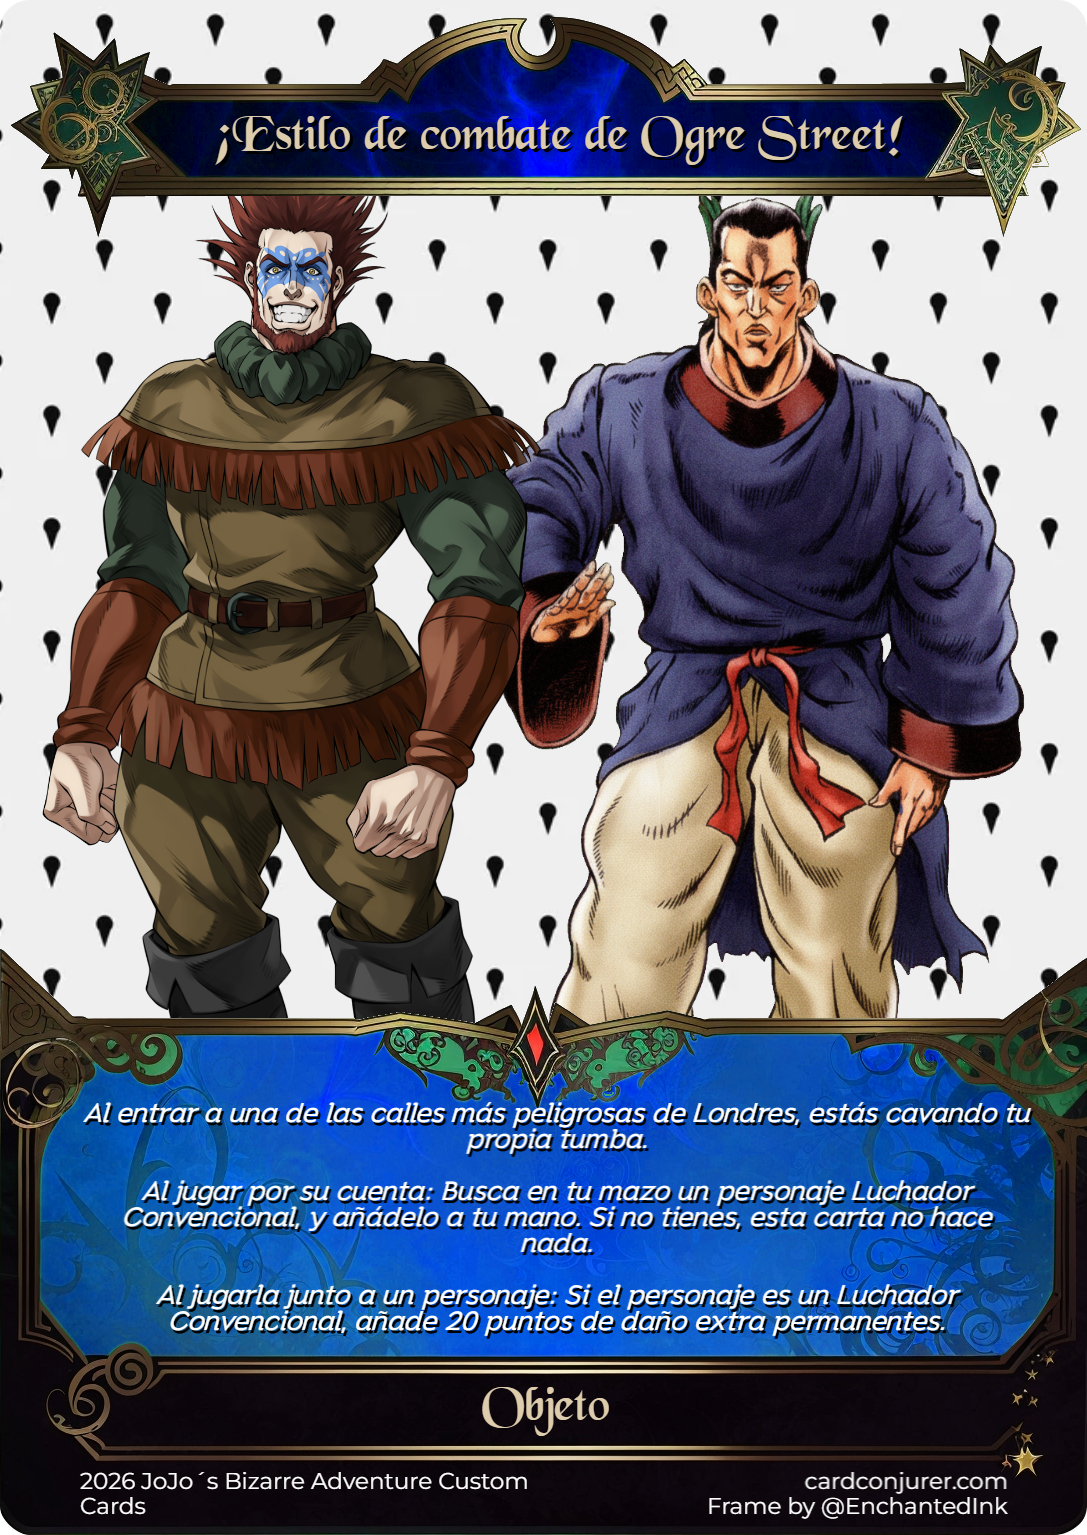 ¡Estilo de combate de Ogre Street!
Al entrar a una de las calles más peligrosas de Londres, estás cavando tu
propia tumba.
Al jugar por su cuenta: Busca en tu mazo un personaje Luchador
Convencional, y añádelo a tu mano. Si no tienes, esta carta no hace
nada.
Al jugarla junto a un personaje: Si el personaje es un Luchador
Convencional, añade 20 puntos de daño extra permanentes.
Objeto
2026 JoJo´s Bizarre Adventure Custom
Cards
cardconjurer.com
Frame by @EnchantedInk